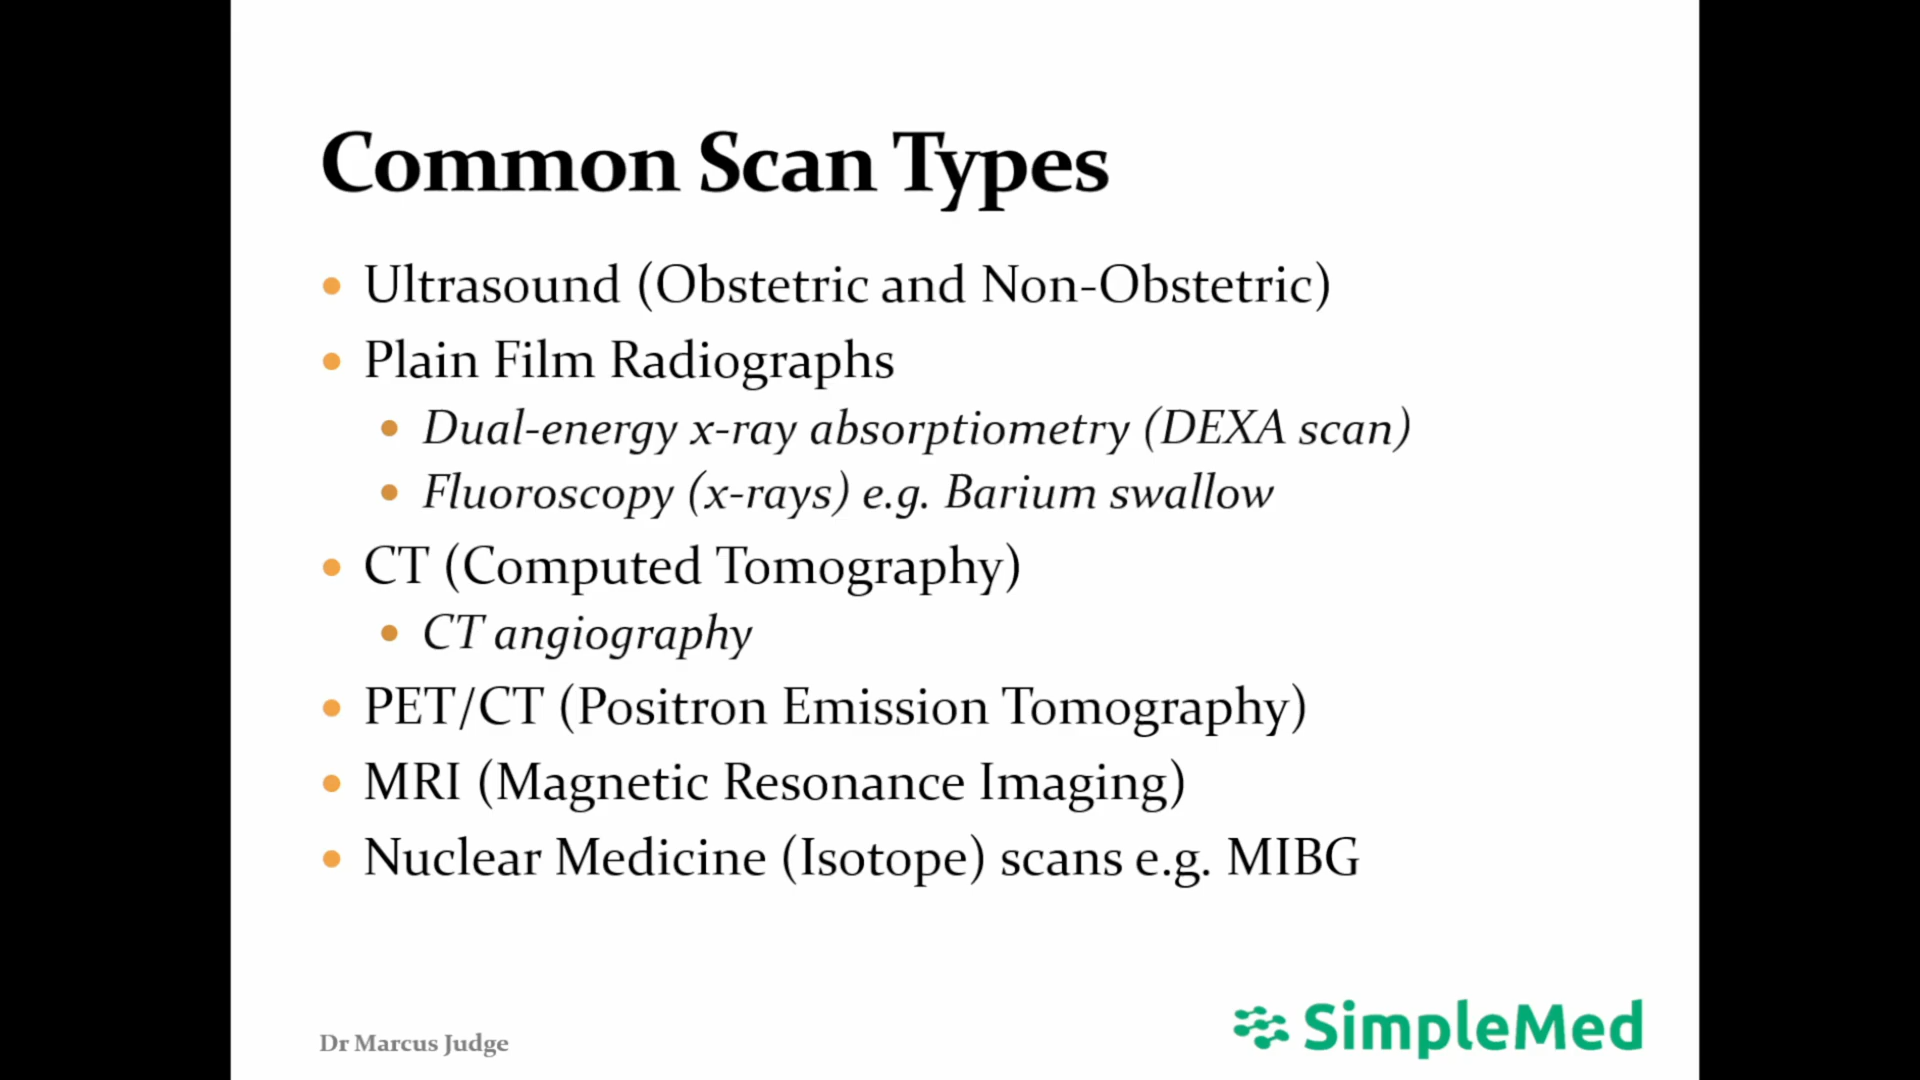 Common Scan Types
Ultrasound (Obstetric and Non-Obstetric)
Plain Film Radiographs
Dual-energy x-ray absorptiometry (DEXA scan)
Fluoroscopy (x-rays) e.g. Barium swallow
CT (Computed Tomography)
CT angiography
PET/CT (Positron Emission Tomography)
MRI (Magnetic Resonance Imaging)
Nuclear Medicine (Isotope) scans e.g. MIBG
Dr Marcus Judge
SimpleMed